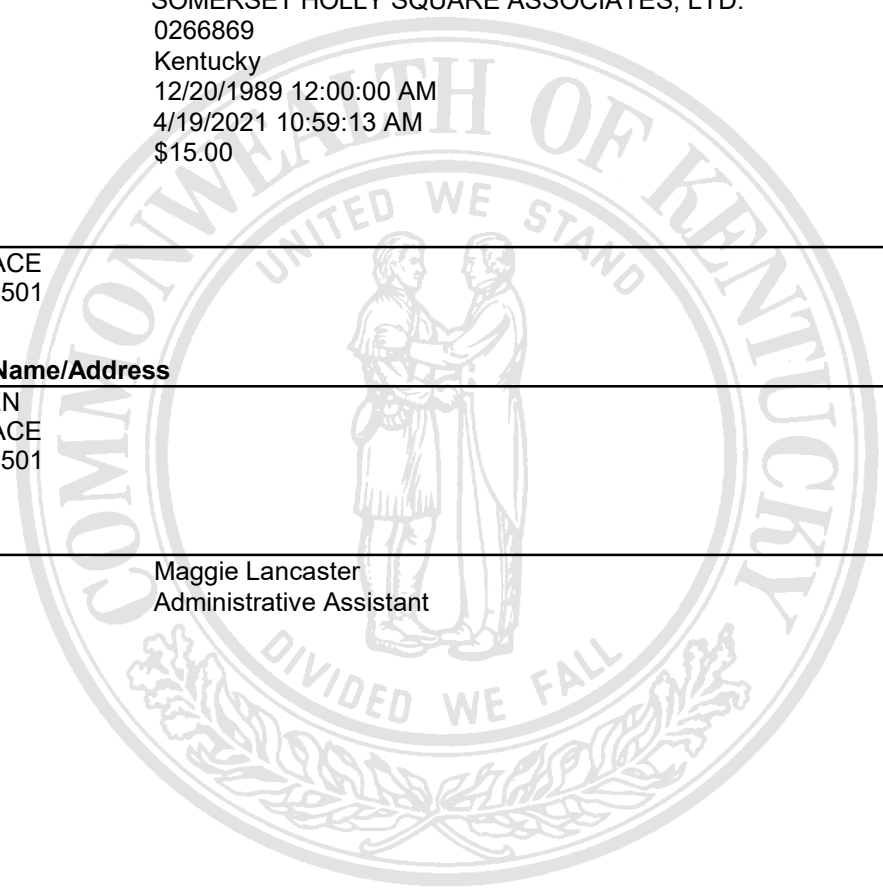 SOMERSET HOLLY SQUARE ASSOCIATES, LTD.
0266869
Kentucky
12/20/1989 12:00:00 AM
4/19/2021 10:59:13 AM
$15.00
ACE
501
Name/Address
N
ACE
501
Maggie Lancaster
Administrative Assistant
COMMONWEALTH OF KENTUCKY
UNITED WE STAND
DIVIDED WE FALL